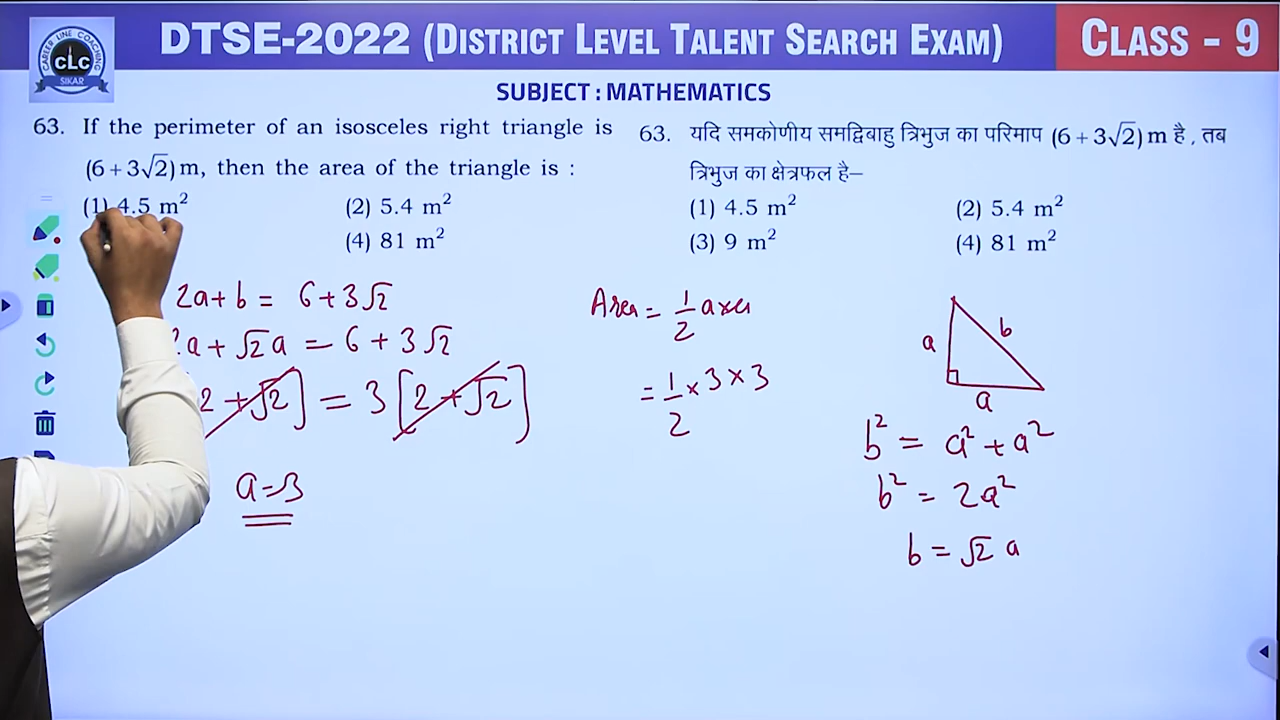 CAREER LINE COACHING
CLC
SIKAR
DTSE-2022 (DISTRICT LEVEL TALENT SEARCH EXAM)
CLASS - 9
SUBJECT : MATHEMATICS
63. If the perimeter of an isosceles right triangle is
(6+3√2) m, then the area of the triangle is :
(1) 4.5 m²
(2) 5.4 m²
(4) 81 m²
63. यदि समकोणीय समद्विबाहु त्रिभुज का परिमाप (6+3√2) m है , तब
त्रिभुज का क्षेत्रफल है–
(1) 4.5 m²
(2) 5.4 m²
(3) 9 m²
(4) 81 m²
2a+b = 6+3√2
a+√2 a = 6+3√2
2+√2] = 3[2+√2]
a=3
Area = 1/2 a×a
= 1/2 × 3 × 3
a
b
a
b² = a²+a²
b² = 2a²
b = √2 a